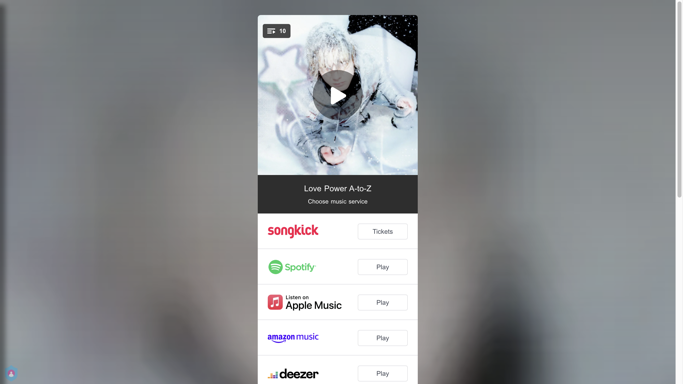 10
Love Power A-to-Z
Choose music service
songkick
Tickets
Spotify
Play
Listen on
Apple Music
Play
amazon music
Play
deezer
Play